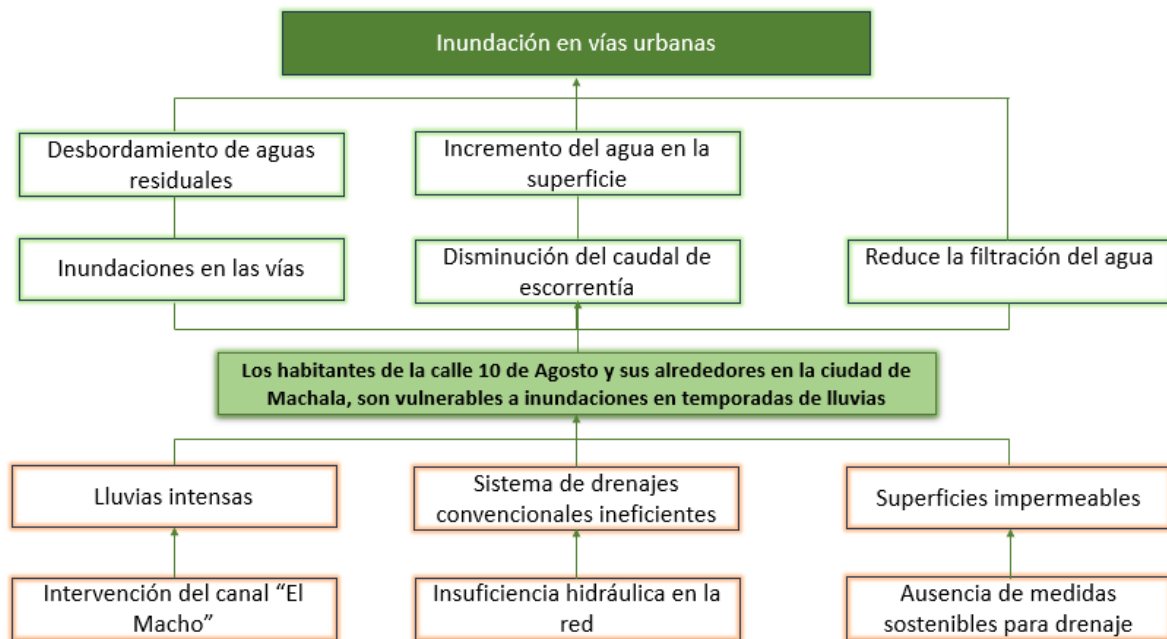 Inundación en vías urbanas
Desbordamiento de aguas
residuales
Incremento del agua en la
superficie
Inundaciones en las vías
Disminución del caudal de
escorrentía
Reduce la filtración del agua
Los habitantes de la calle 10 de Agosto y sus alrededores en la ciudad de
Machala, son vulnerables a inundaciones en temporadas de lluvias
Lluvias intensas
Sistema de drenajes
convencionales ineficientes
Superficies impermeables
Intervención del canal “El
Macho”
Insuficiencia hidráulica en la
red
Ausencia de medidas
sostenibles para drenaje